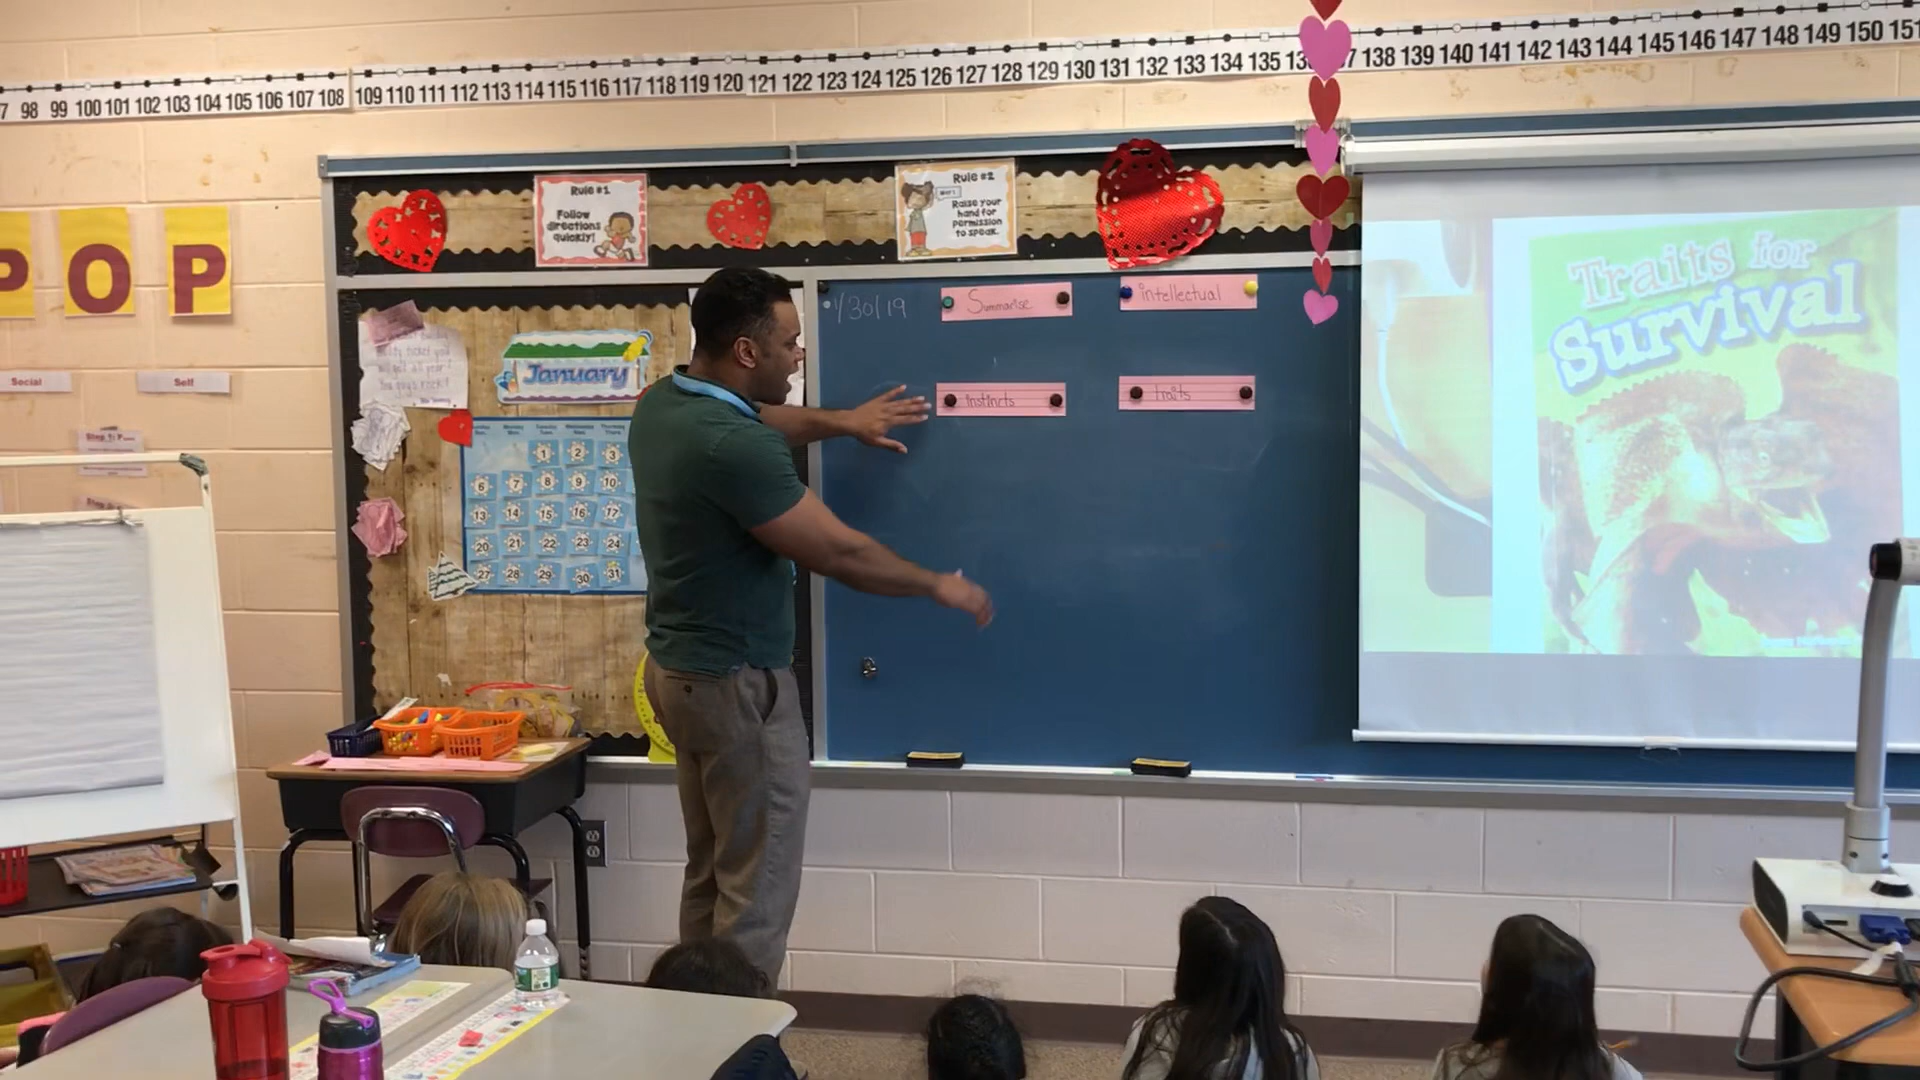 98 99 100 101 102 103 104 105 106 107 108 109 110 111 112 113 114 115 116 117 118 119 120 121 122 123 124 125 126 127 128 129 130 131 132 133 134 135 13 7 138 139 140 141 142 143 144 145 146 147 148 149 150 151
POP
Social
Self
Step 1:
Rule #1
Follow
directions
quickly!
Rule #2
Raise your
hand for
permission
to speak.
January
1 2 3
6 7 8 9 10
13 14 15 16 17
20 21 22 23 24
27 28 29 30 31
1/30/19
Summarize
intellectual
instincts
traits
Traits for
Survival